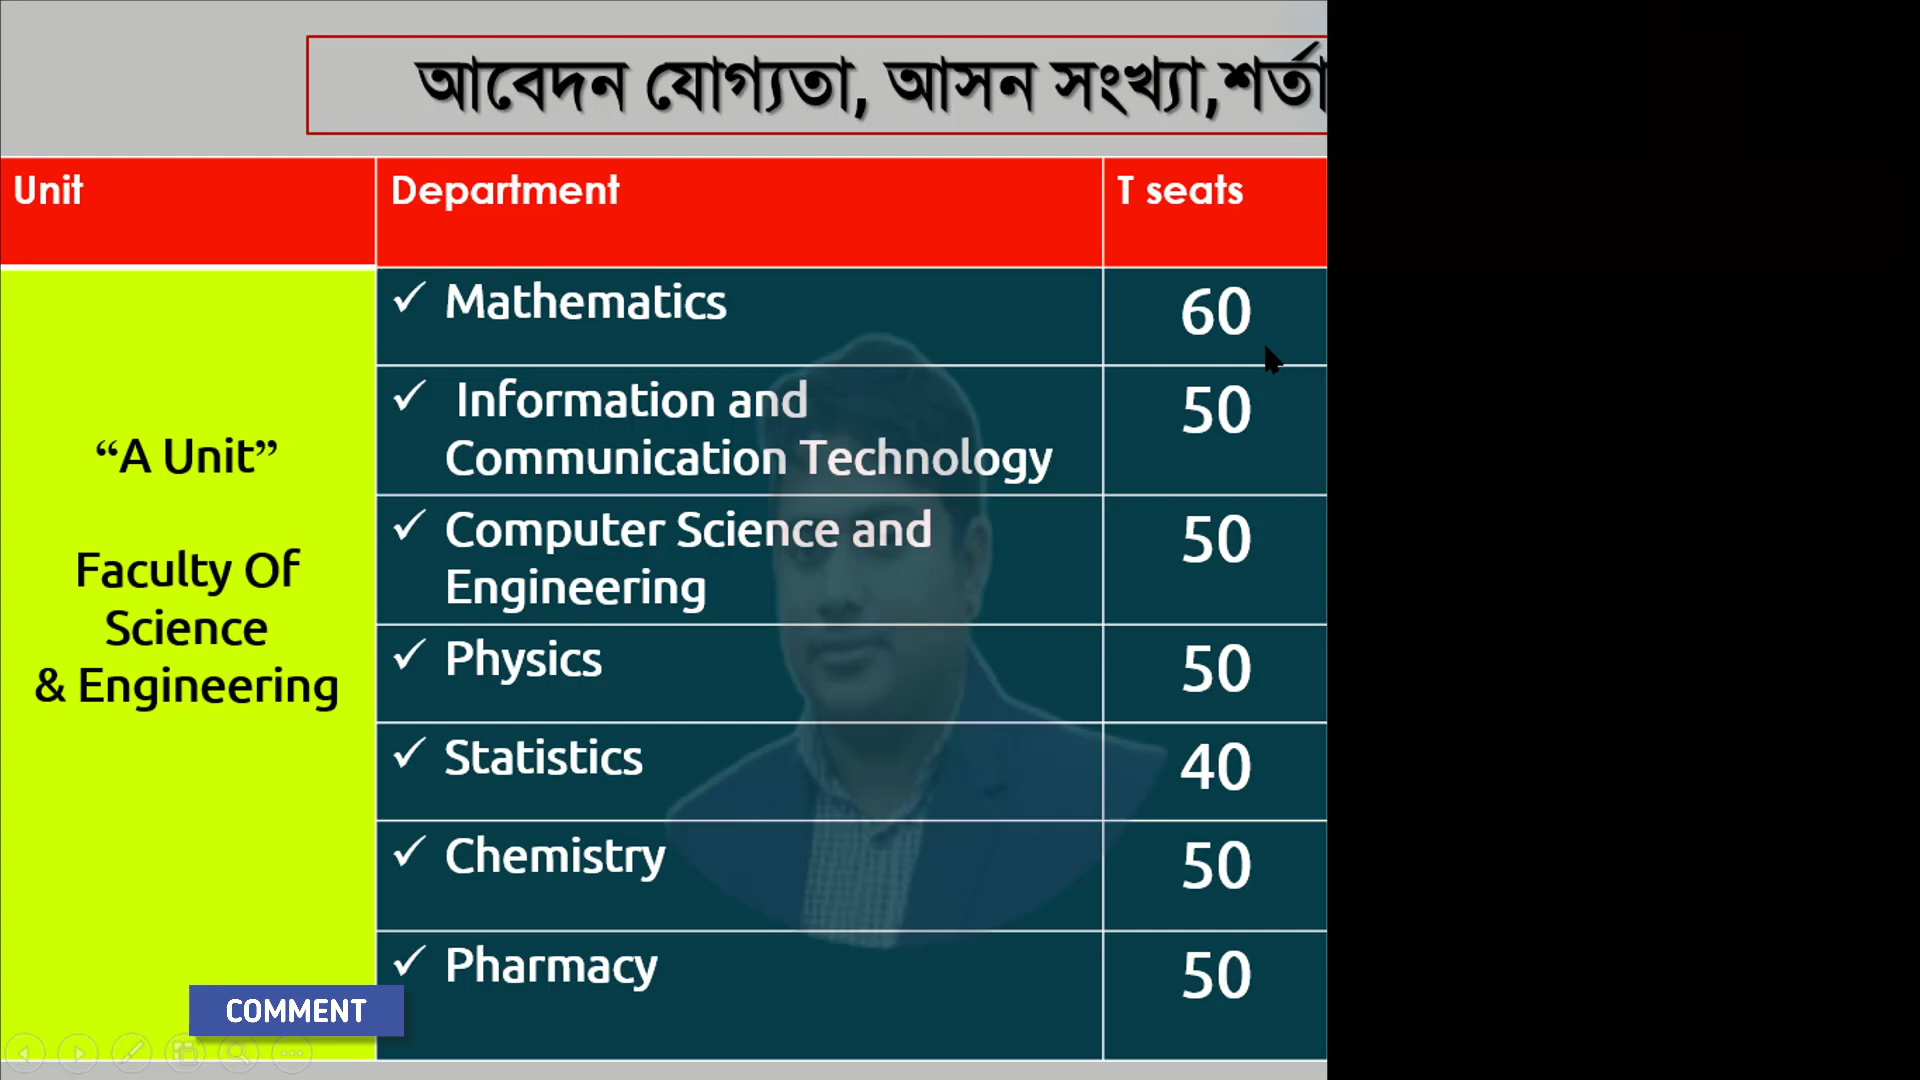 আবেদন যোগ্যতা, আসন সংখ্যা,শর্তা
Unit
Department
T seats
“A Unit”
Faculty Of
Science
& Engineering
✓ Mathematics
60
✓ Information and
Communication Technology
50
✓ Computer Science and
Engineering
50
✓ Physics
50
✓ Statistics
40
✓ Chemistry
50
✓ Pharmacy
50
COMMENT